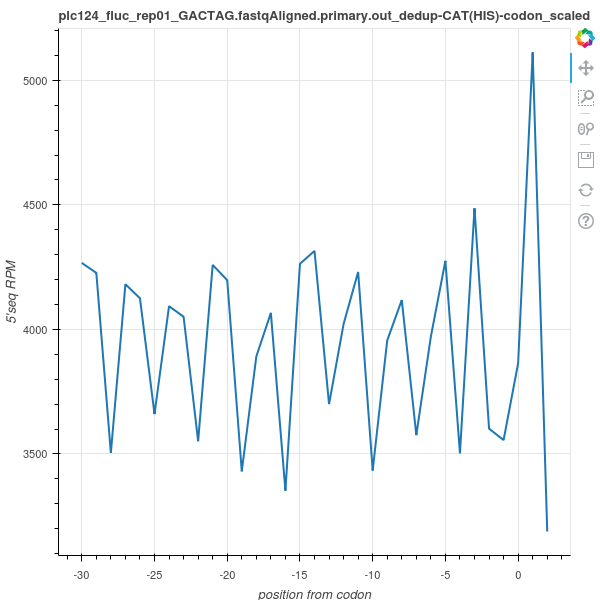 plc124_fluc_rep01_GACTAG.fastqAligned.primary.out_dedup-CAT(HIS)-codon_scaled
5000
4500
4000
3500
5'seq RPM
-30 -25 -20 -15 -10 -5 0
position from codon